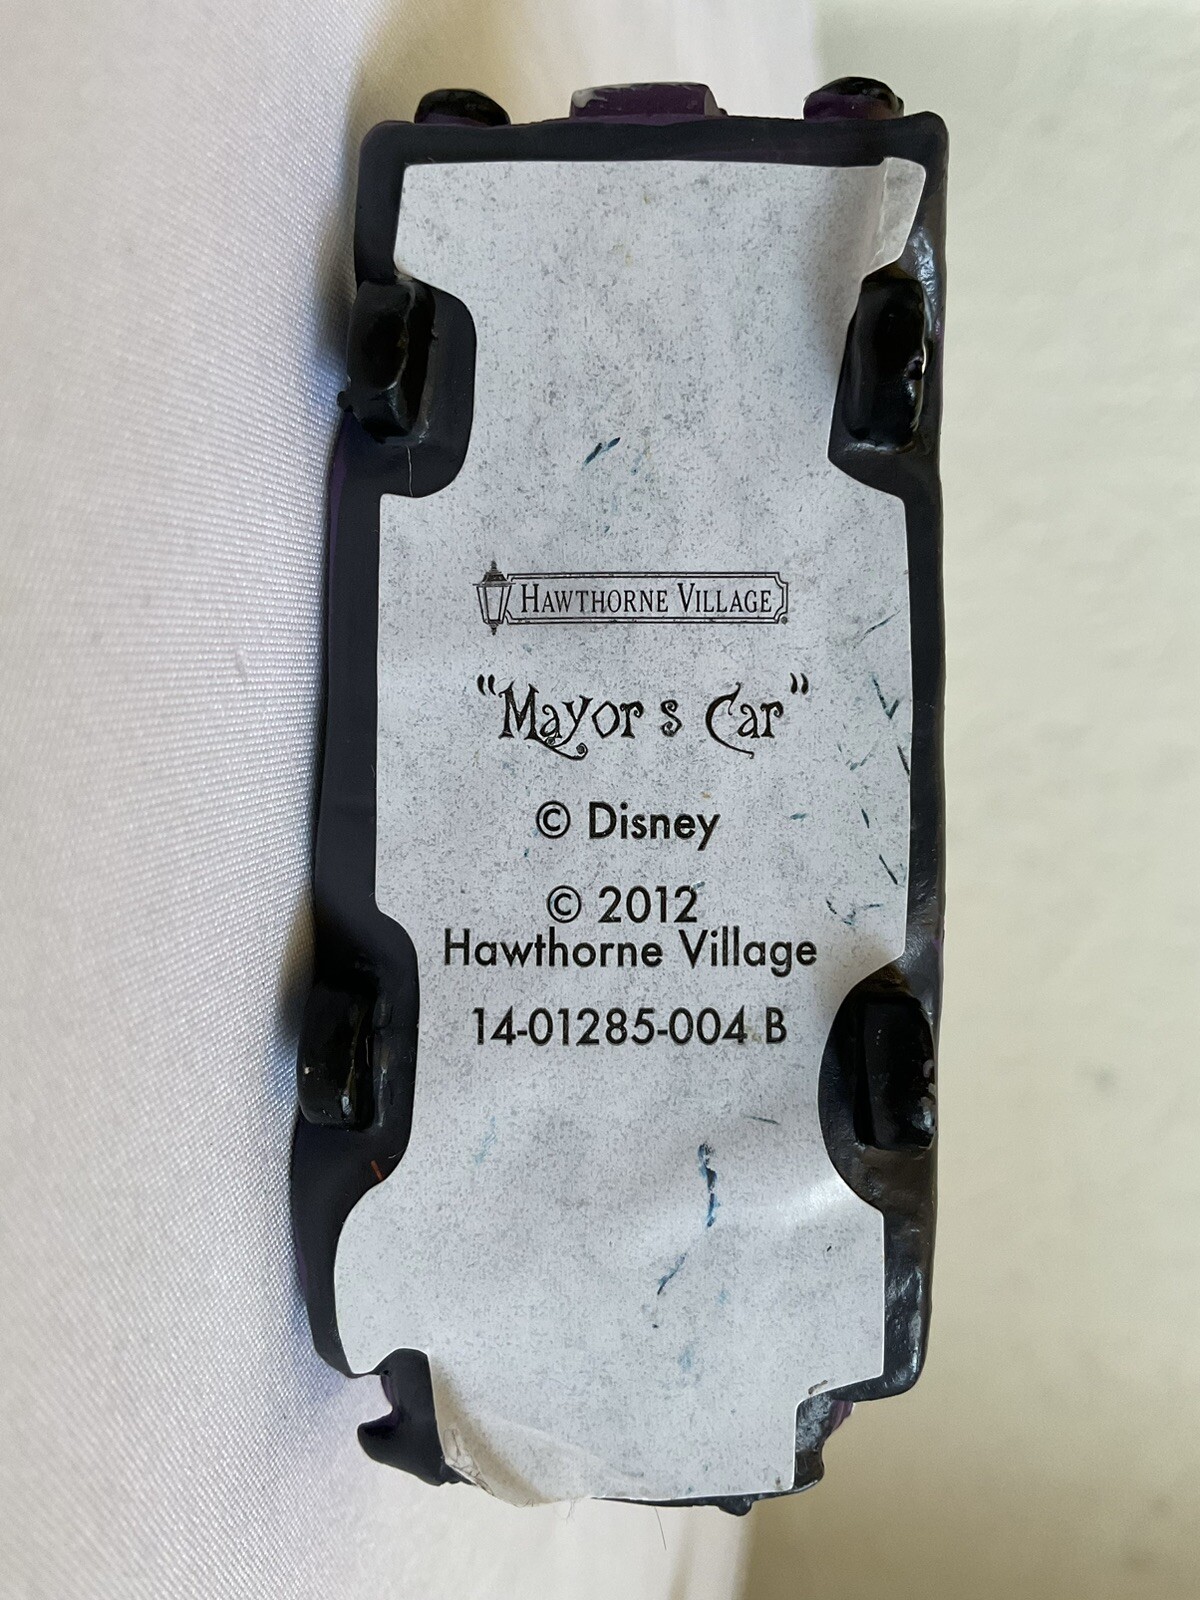 HAWTHORNE VILLAGE®
"Mayor s Car"
© Disney
© 2012
Hawthorne Village
14-01285-004 B